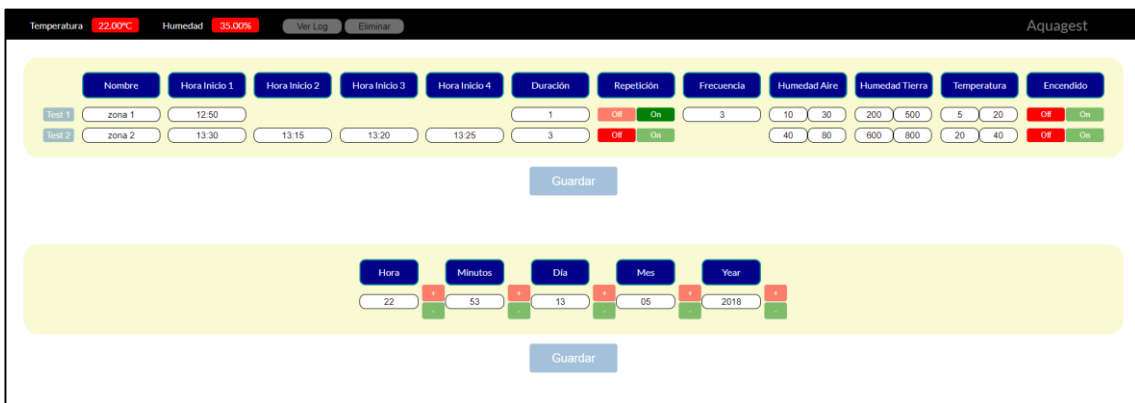 Temperatura 22.00ºC Humedad 35.00% Ver Log Eliminar Aquagest
Nombre Hora Inicio 1 Hora Inicio 2 Hora Inicio 3 Hora Inicio 4 Duración Repetición Frecuencia Humedad Aire Humedad Tierra Temperatura Encendido
Test 1 zona 1 12:50 1 Off On 3 10 30 200 500 5 20 Off On
Test 2 zona 2 13:30 13:15 13:20 13:25 3 Off On 40 80 600 800 20 40 Off On
Guardar
Hora Minutos Día Mes Year
+ + + + +
22 53 13 05 2018
- - - - -
Guardar